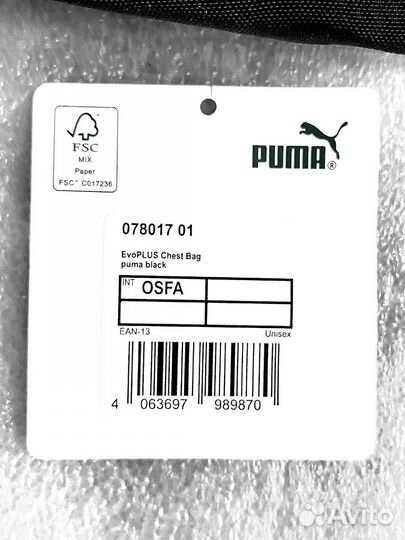 FSC
MIX
Paper
FSC™ C017236
PUMA®
078017 01
EvoPLUS Chest Bag
puma black
INT OSFA
EAN-13 Unisex
4 063697 989870
Avito